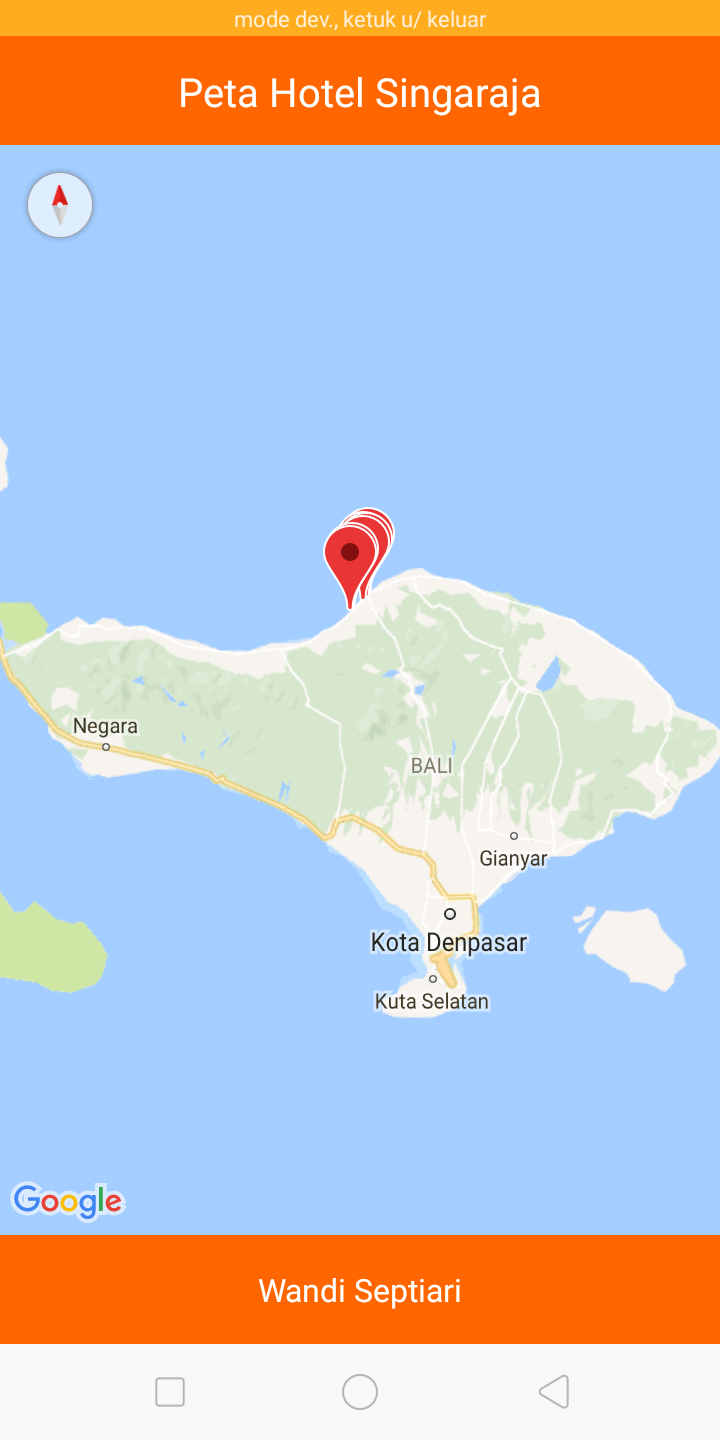 mode dev., ketuk u/ keluar
Peta Hotel Singaraja
Negara
BALI
Gianyar
Kota Denpasar
Kuta Selatan
Google
Wandi Septiari